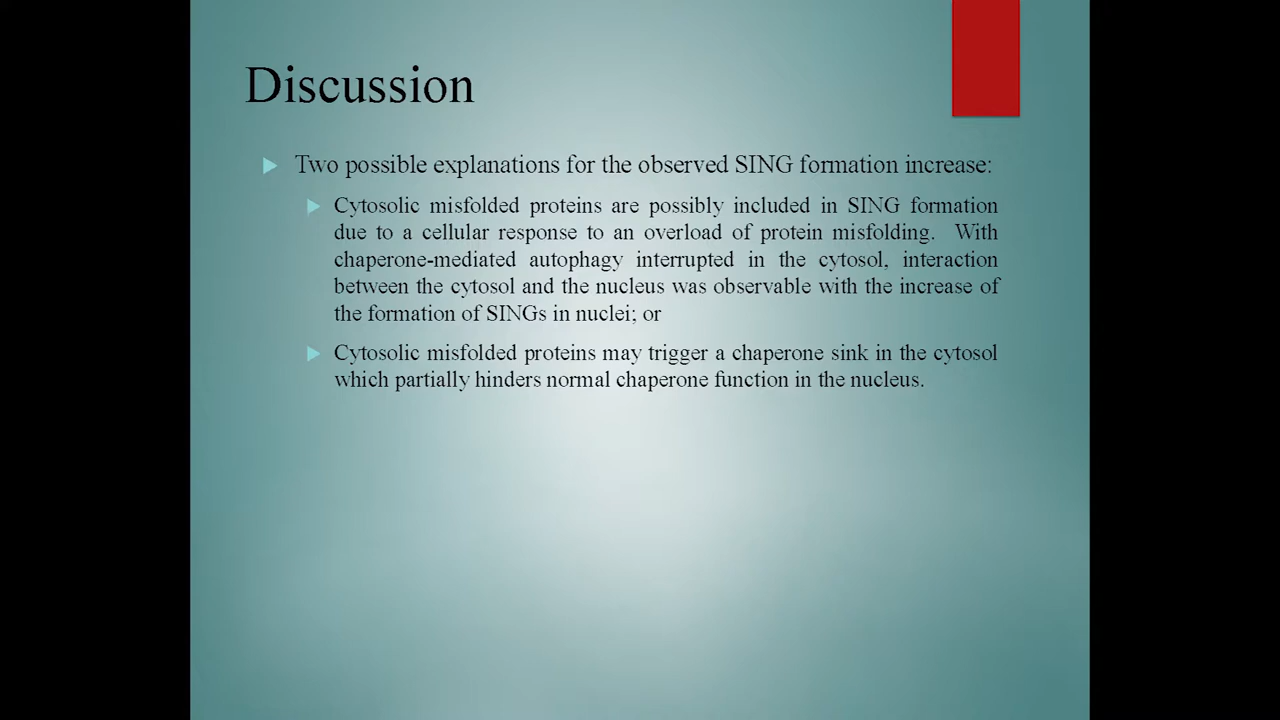 Discussion
Two possible explanations for the observed SING formation increase:
Cytosolic misfolded proteins are possibly included in SING formation
due to a cellular response to an overload of protein misfolding. With
chaperone-mediated autophagy interrupted in the cytosol, interaction
between the cytosol and the nucleus was observable with the increase of
the formation of SINGs in nuclei; or
Cytosolic misfolded proteins may trigger a chaperone sink in the cytosol
which partially hinders normal chaperone function in the nucleus.